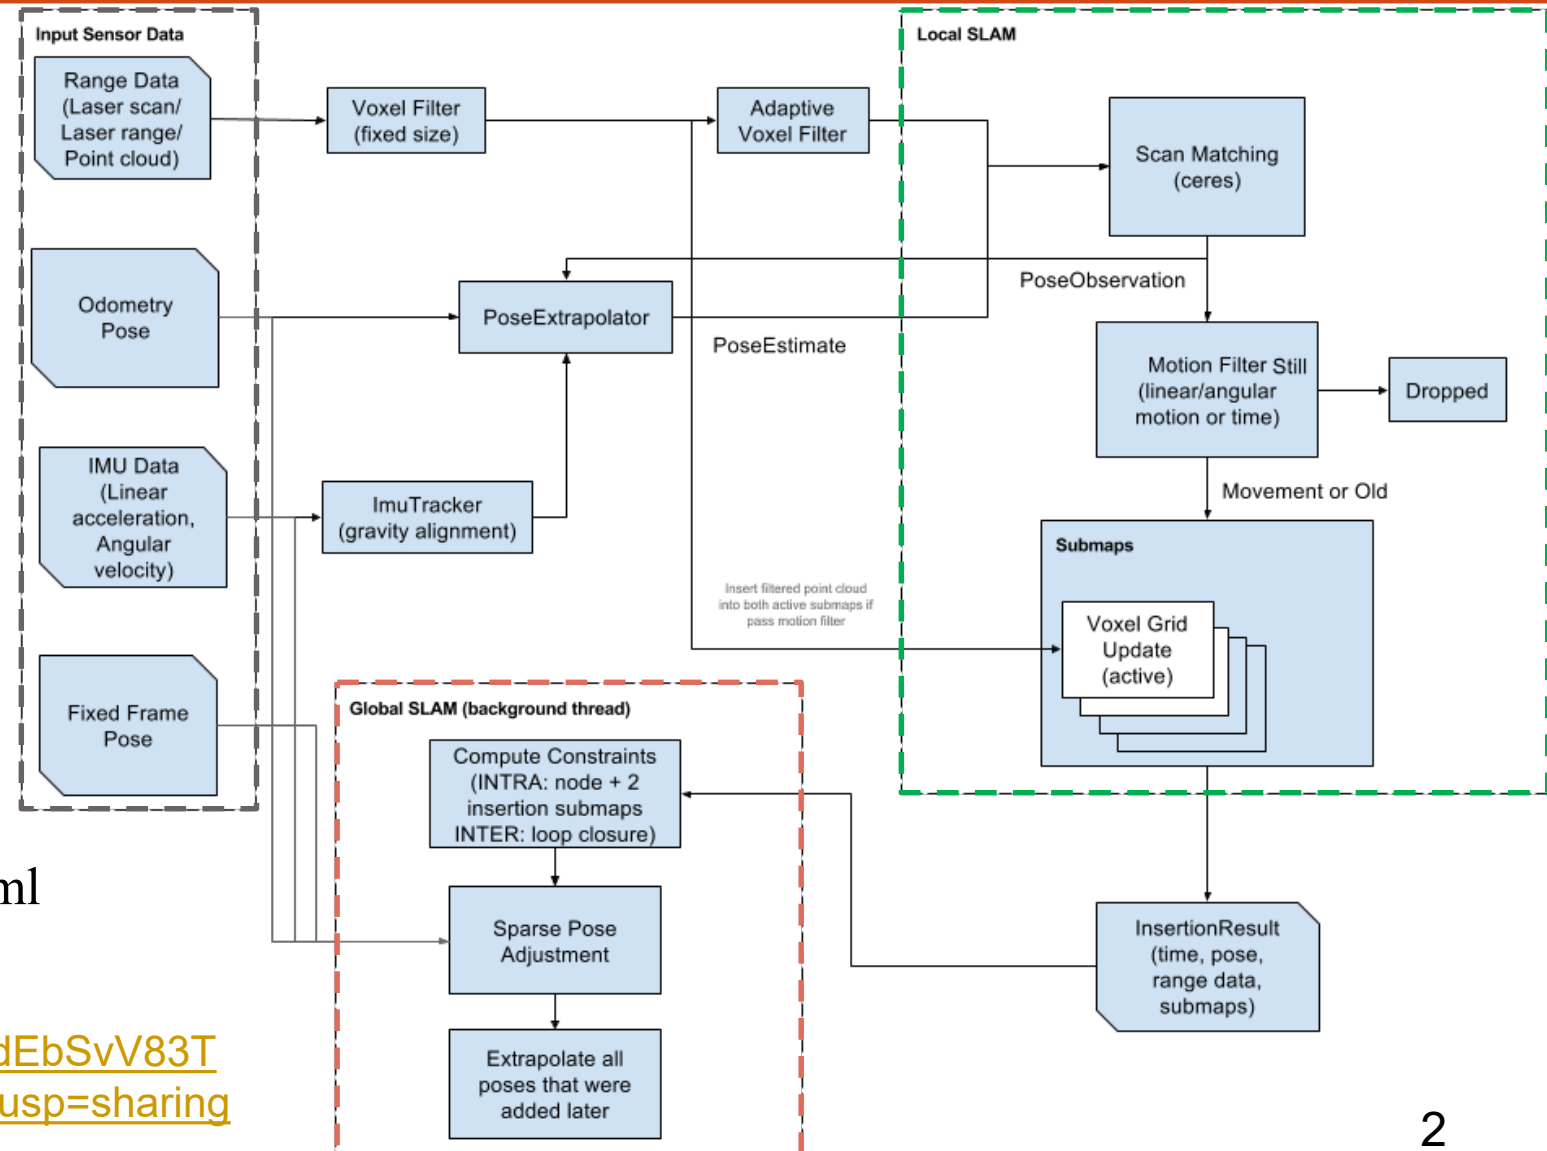 Input Sensor Data
Range Data
(Laser scan/
Laser range/
Point cloud)
Voxel Filter
(fixed size)
Adaptive
Voxel Filter
Local SLAM
Scan Matching
(ceres)
Odometry
Pose
PoseExtrapolator
PoseObservation
PoseEstimate
Motion Filter Still
(linear/angular
motion or time)
Dropped
IMU Data
(Linear
acceleration,
Angular
velocity)
ImuTracker
(gravity alignment)
Movement or Old
Submaps
Insert filtered point cloud
into both active submaps if
pass motion filter
Voxel Grid
Update
(active)
Fixed Frame
Pose
Global SLAM (background thread)
Compute Constraints
(INTRA: node + 2
insertion submaps
INTER: loop closure)
ml
Sparse Pose
Adjustment
InsertionResult
(time, pose,
range data,
submaps)
dEbSvV83T
usp=sharing
Extrapolate all
poses that were
added later
2